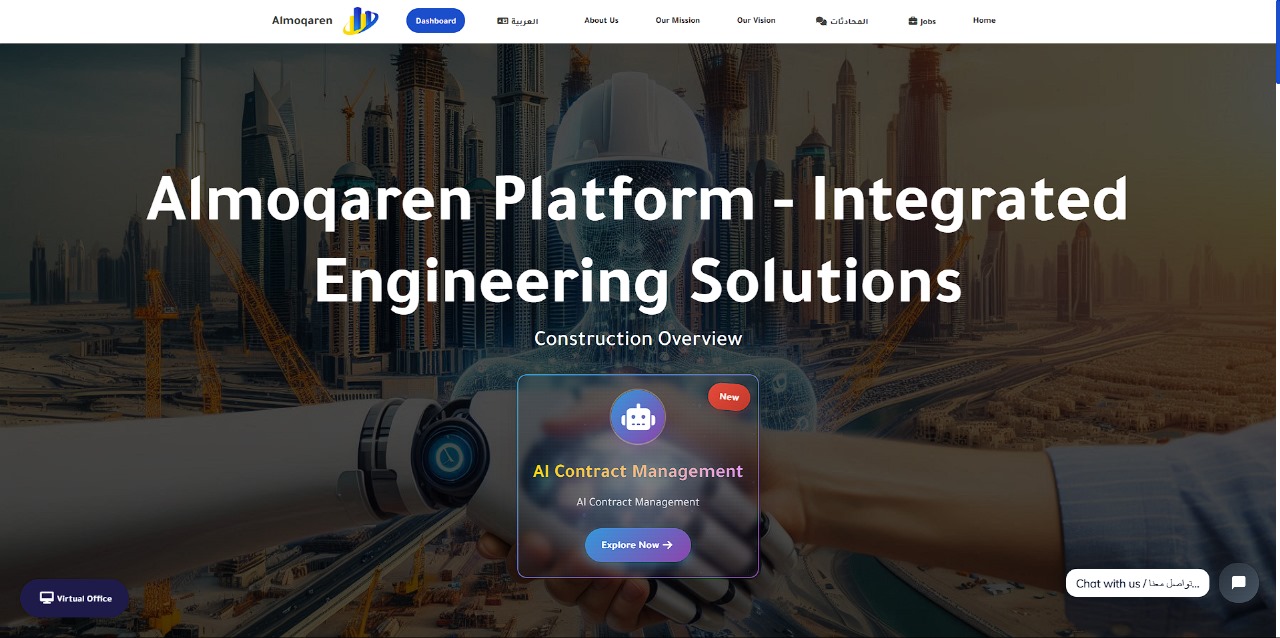 Almoqaren
Dashboard
العربية
About Us
Our Mission
Our Vision
المحادثات
Jobs
Home
Almoqaren Platform - Integrated
Engineering Solutions
Construction Overview
New
AI Contract Management
AI Contract Management
Explore Now →
Virtual Office
Chat with us / تواصل معنا...